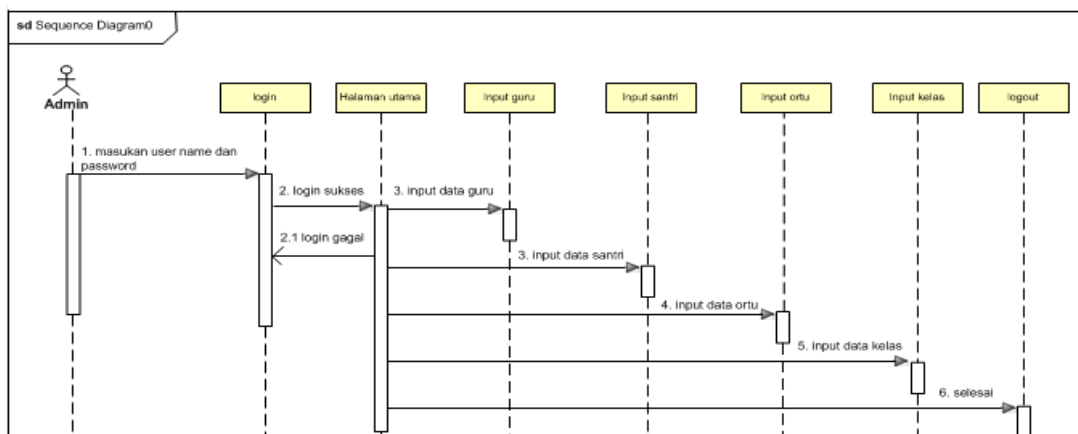 sd Sequence Diagram0
Admin
login
Halaman utama
Input guru
Input santri
Input ortu
Input kelas
logout
1. masukan user name dan
password
2. login sukses
3. input data guru
2.1 login gagal
3. input data santri
4. input data ortu
5. input data kelas
6. selesai